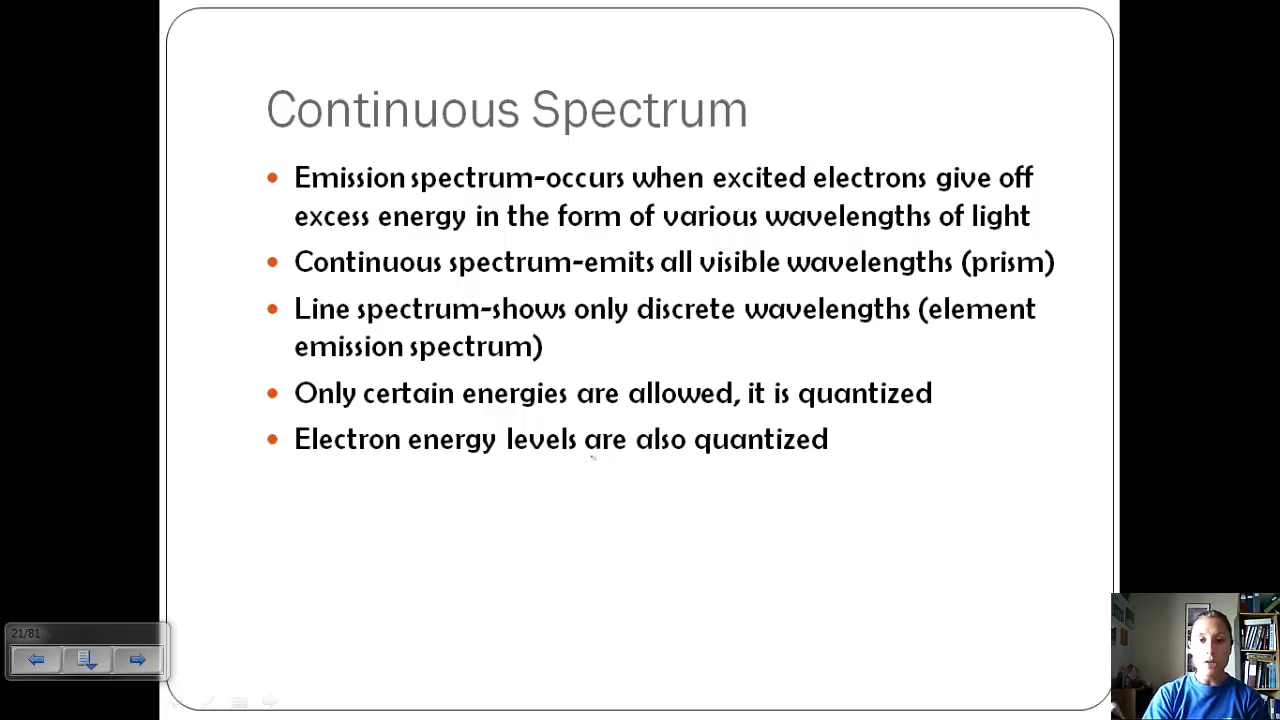 Continuous Spectrum
• Emission spectrum-occurs when excited electrons give off
excess energy in the form of various wavelengths of light
• Continuous spectrum-emits all visible wavelengths (prism)
• Line spectrum-shows only discrete wavelengths (element
emission spectrum)
• Only certain energies are allowed, it is quantized
• Electron energy levels are also quantized
21/81